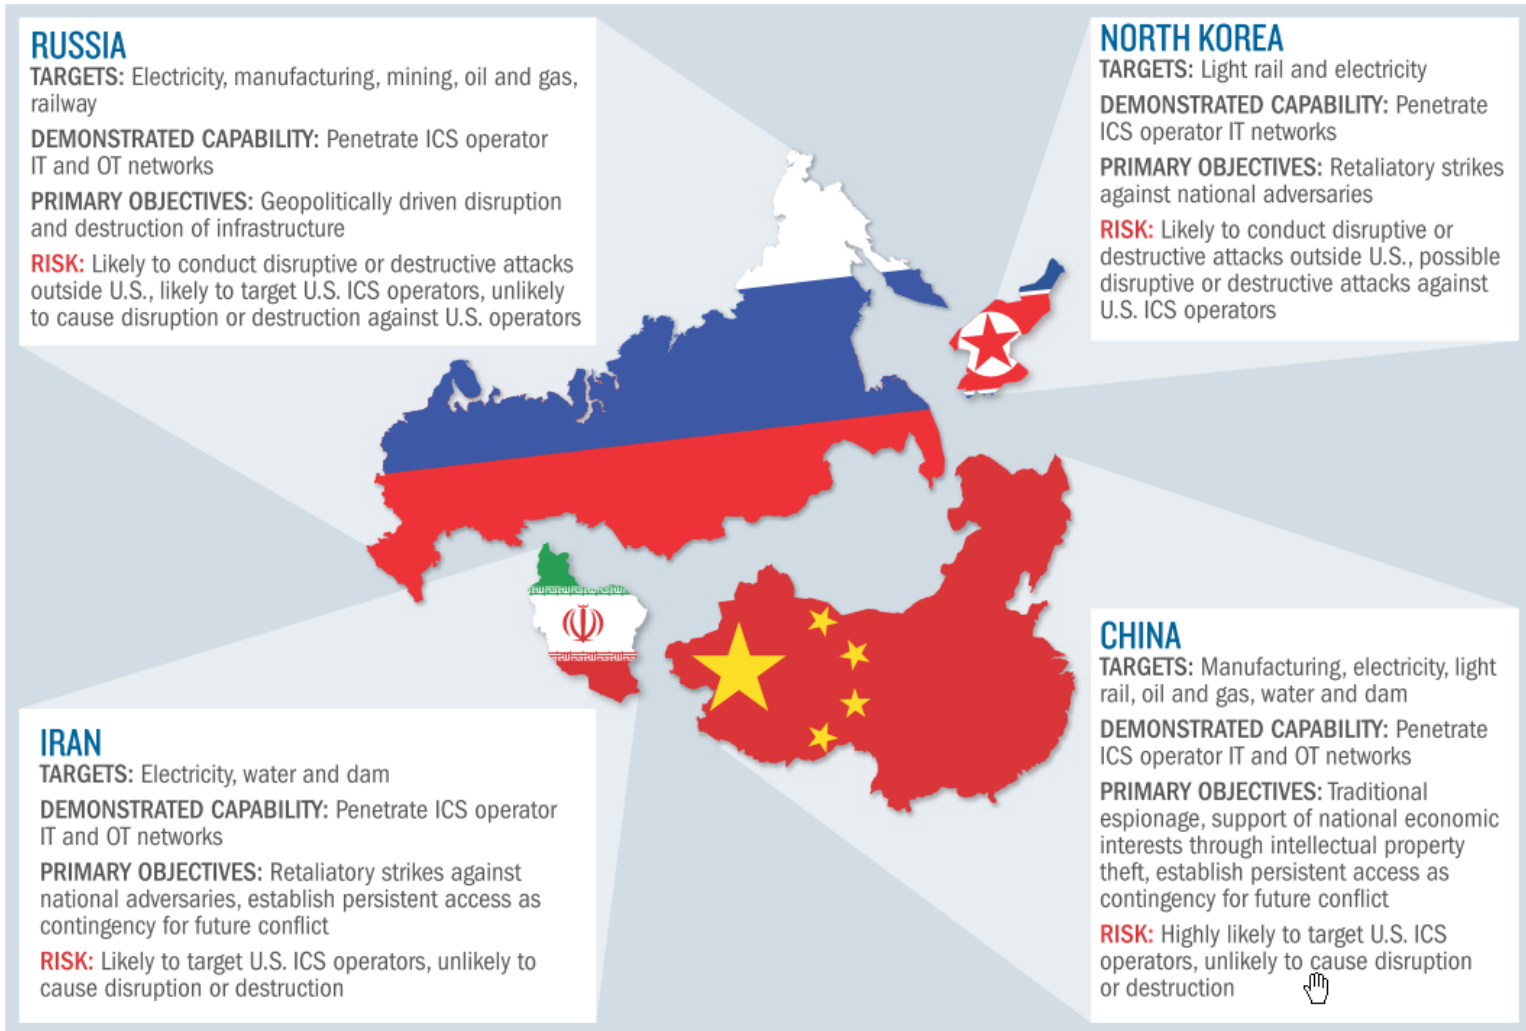 RUSSIA
TARGETS: Electricity, manufacturing, mining, oil and gas,
railway
DEMONSTRATED CAPABILITY: Penetrate ICS operator
IT and OT networks
PRIMARY OBJECTIVES: Geopolitically driven disruption
and destruction of infrastructure
RISK: Likely to conduct disruptive or destructive attacks
outside U.S., likely to target U.S. ICS operators, unlikely
to cause disruption or destruction against U.S. operators
NORTH KOREA
TARGETS: Light rail and electricity
DEMONSTRATED CAPABILITY: Penetrate
ICS operator IT networks
PRIMARY OBJECTIVES: Retaliatory strikes
against national adversaries
RISK: Likely to conduct disruptive or
destructive attacks outside U.S., possible
disruptive or destructive attacks against
U.S. ICS operators
IRAN
TARGETS: Electricity, water and dam
DEMONSTRATED CAPABILITY: Penetrate ICS operator
IT and OT networks
PRIMARY OBJECTIVES: Retaliatory strikes against
national adversaries, establish persistent access as
contingency for future conflict
RISK: Likely to target U.S. ICS operators, unlikely to
cause disruption or destruction
CHINA
TARGETS: Manufacturing, electricity, light
rail, oil and gas, water and dam
DEMONSTRATED CAPABILITY: Penetrate
ICS operator IT and OT networks
PRIMARY OBJECTIVES: Traditional
espionage, support of national economic
interests through intellectual property
theft, establish persistent access as
contingency for future conflict
RISK: Highly likely to target U.S. ICS
operators, unlikely to cause disruption
or destruction